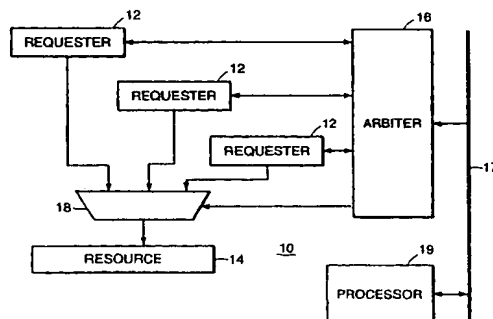 12
REQUESTER
12
REQUESTER
12
REQUESTER
16
ARBITER
17
18
RESOURCE
14
10
19
PROCESSOR